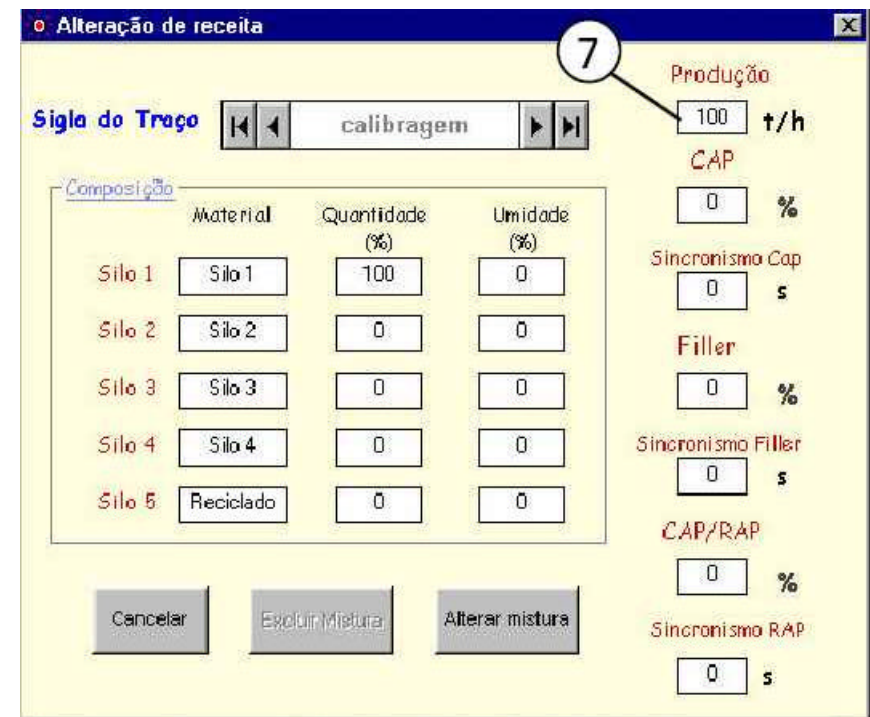 Alteração de receita
7
Produção
100 t/h
Sigla do Traço calibragem
CAP
0 %
Composição
Material Quantidade (%) Umidade (%)
Silo 1 Silo 1 100 0
Silo 2 Silo 2 0 0
Silo 3 Silo 3 0 0
Silo 4 Silo 4 0 0
Silo 5 Reciclado 0 0
Sincronismo Cap
0 s
Filler
0 %
Sincronismo Filler
0 s
CAP/RAP
0 %
Sincronismo RAP
0 s
Cancelar Excluir Mistura Alterar mistura